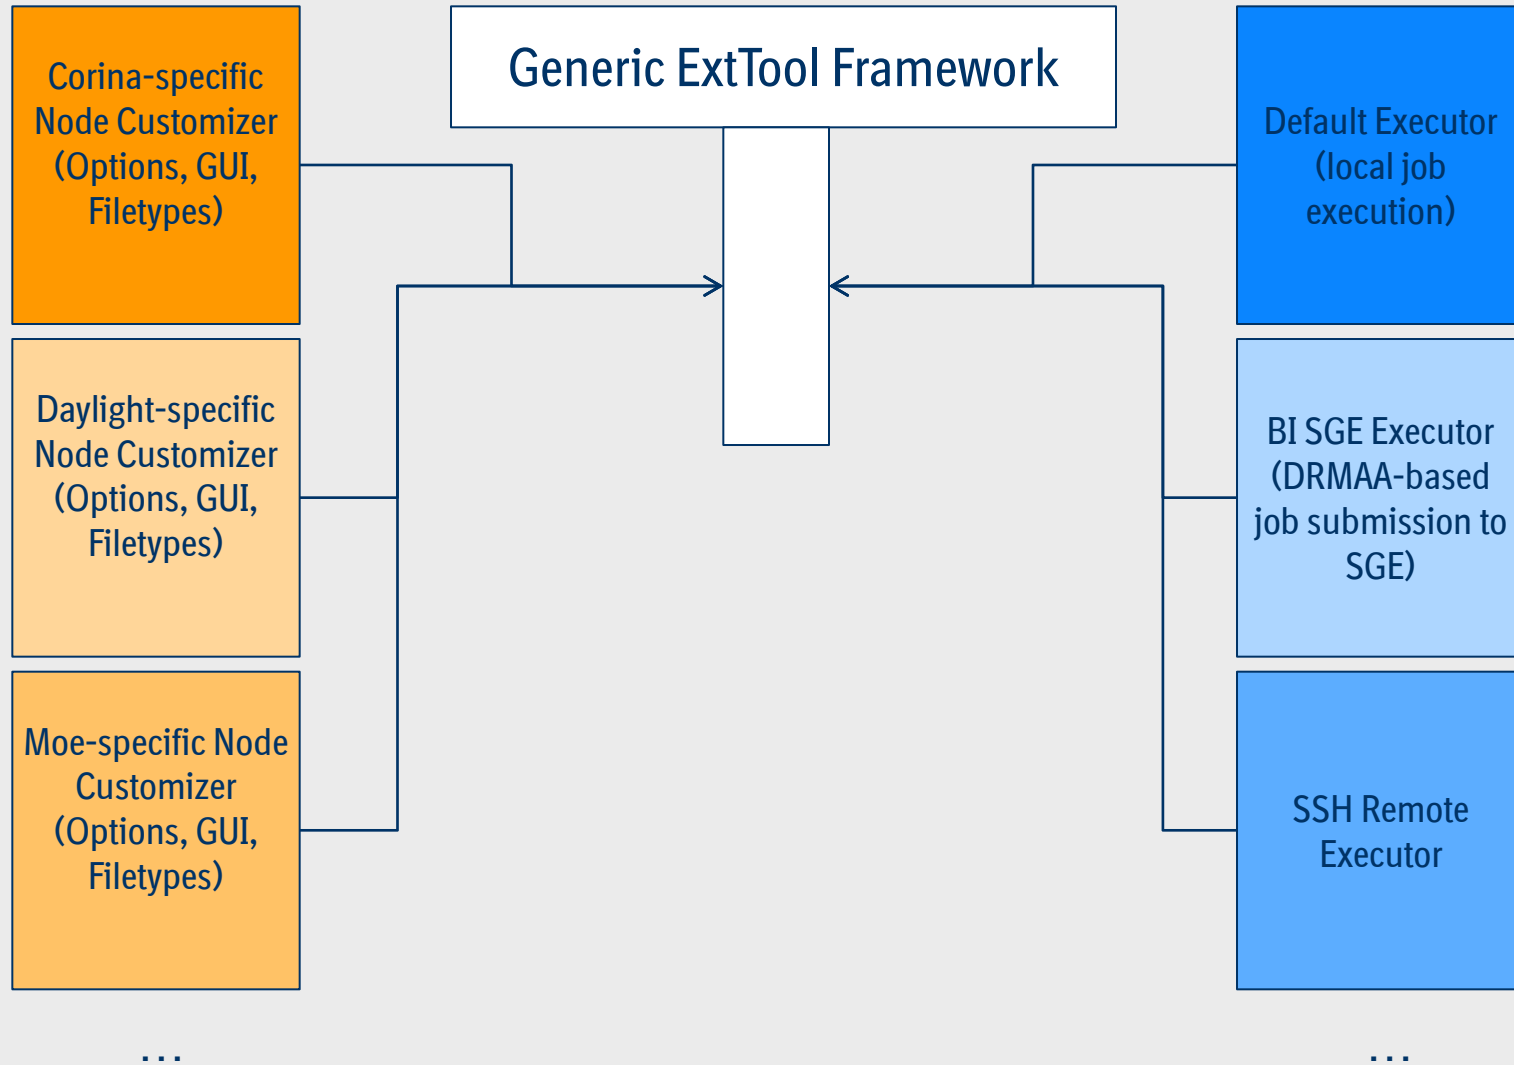 Corina-specific
Node Customizer
(Options, GUI,
Filetypes)
Generic ExtTool Framework
Default Executor
(local job
execution)
Daylight-specific
Node Customizer
(Options, GUI,
Filetypes)
BI SGE Executor
(DRMAA-based
job submission to
SGE)
Moe-specific Node
Customizer
(Options, GUI,
Filetypes)
SSH Remote
Executor
...
...